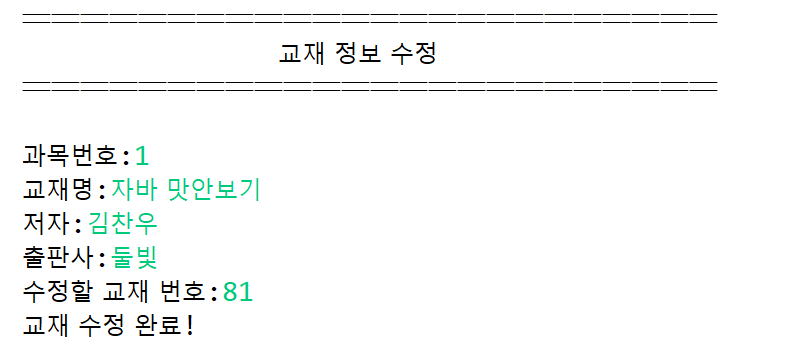 ========================
교재 정보 수정
========================
과목번호:1
교재명:자바 맛안보기
저자:김찬우
출판사:둘빛
수정할 교재 번호:81
교재 수정 완료!